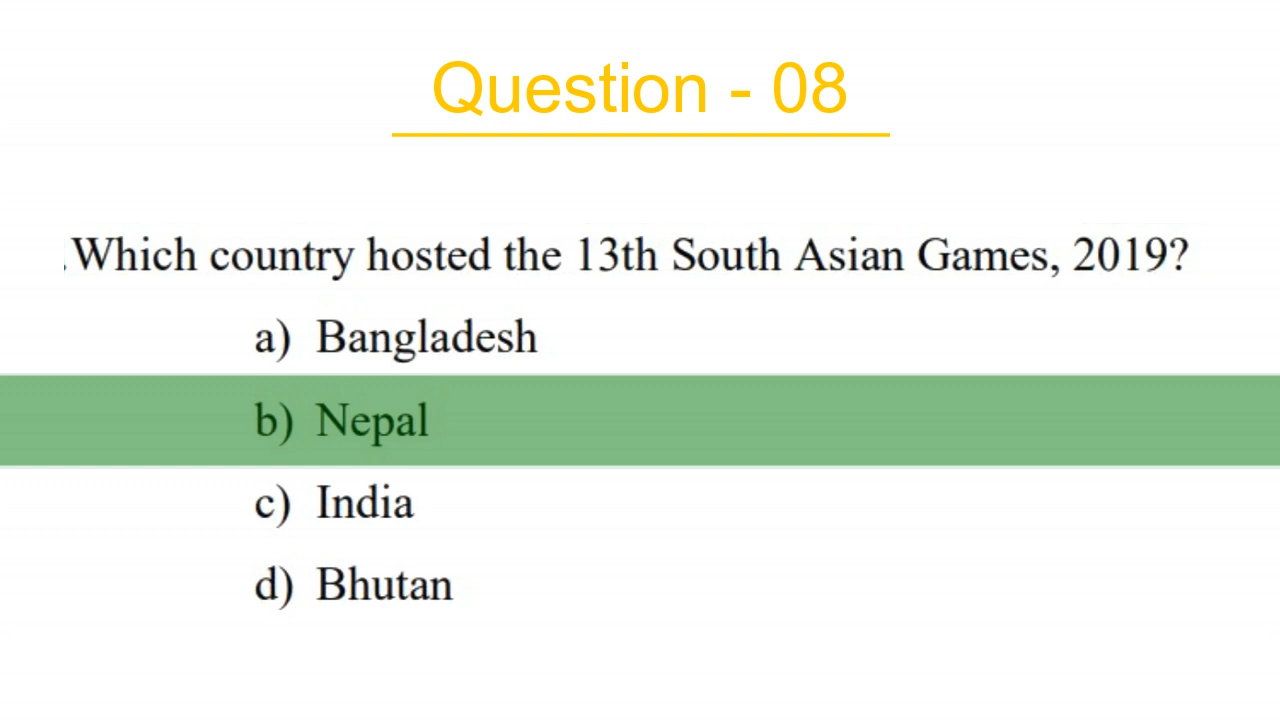 Question - 08
. Which country hosted the 13th South Asian Games, 2019?
a) Bangladesh
b) Nepal
c) India
d) Bhutan